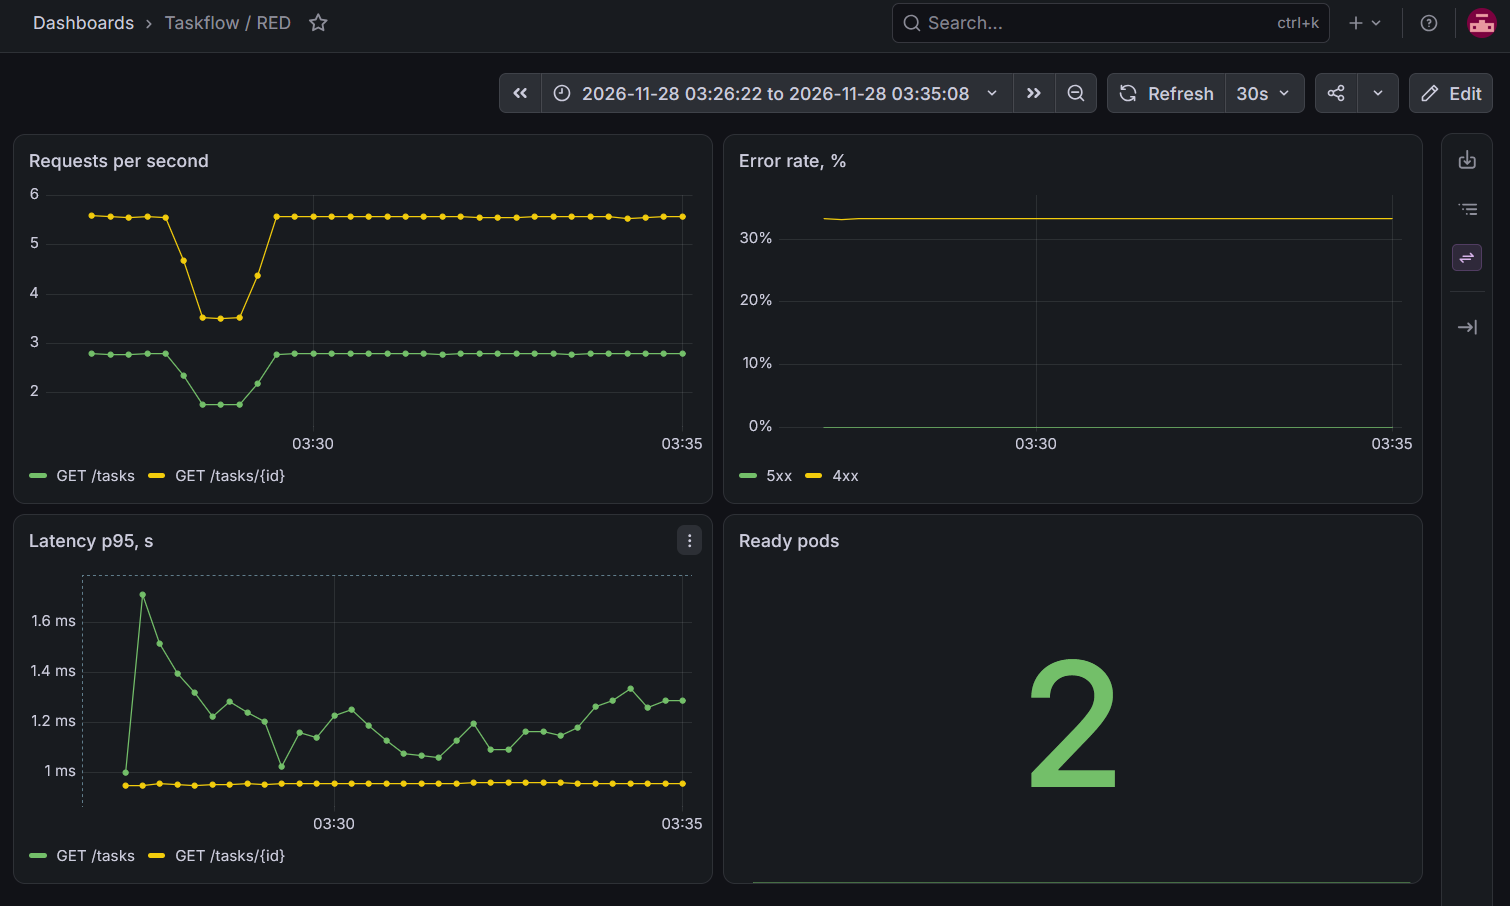 Dashboards › Taskflow / RED
Search... ctrl+k
2026-11-28 03:26:22 to 2026-11-28 03:35:08
Refresh 30s
Edit
Requests per second
6
5
4
3
2
03:30 03:35
GET /tasks GET /tasks/{id}
Error rate, %
30%
20%
10%
0%
03:30 03:35
5xx 4xx
Latency p95, s
1.6 ms
1.4 ms
1.2 ms
1 ms
03:30 03:35
GET /tasks GET /tasks/{id}
Ready pods
2